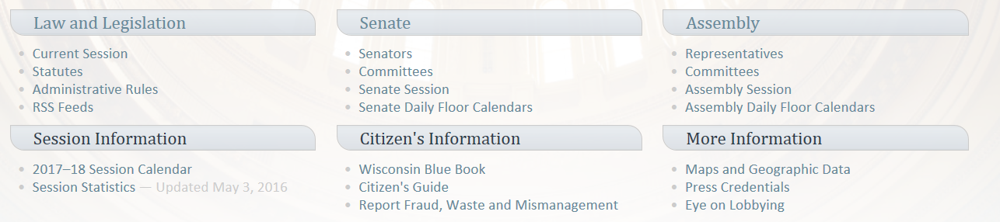 Law and Legislation
Current Session
Statutes
Administrative Rules
RSS Feeds
Senate
Senators
Committees
Senate Session
Senate Daily Floor Calendars
Assembly
Representatives
Committees
Assembly Session
Assembly Daily Floor Calendars
Session Information
2017–18 Session Calendar
Session Statistics — Updated May 3, 2016
Citizen's Information
Wisconsin Blue Book
Citizen's Guide
Report Fraud, Waste and Mismanagement
More Information
Maps and Geographic Data
Press Credentials
Eye on Lobbying